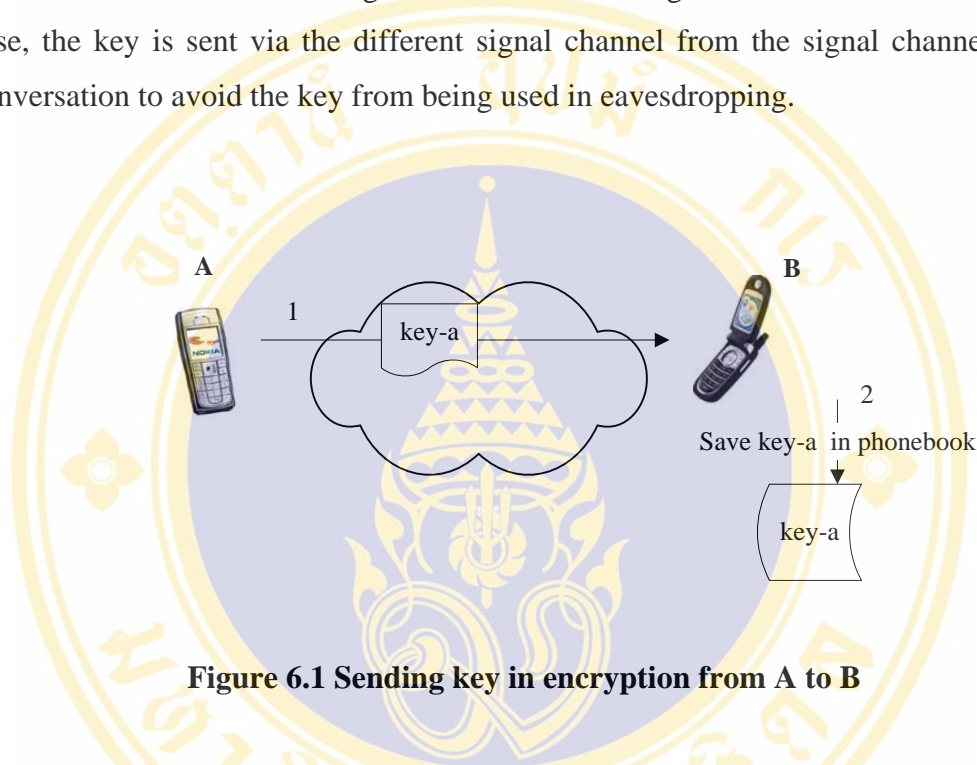 se, the key is sent via the different signal channel from the signal channe
nversation to avoid the key from being used in eavesdropping.
A
B
1
key-a
NOKIA
2
Save key-a in phonebook
key-a
Figure 6.1 Sending key in encryption from A to B